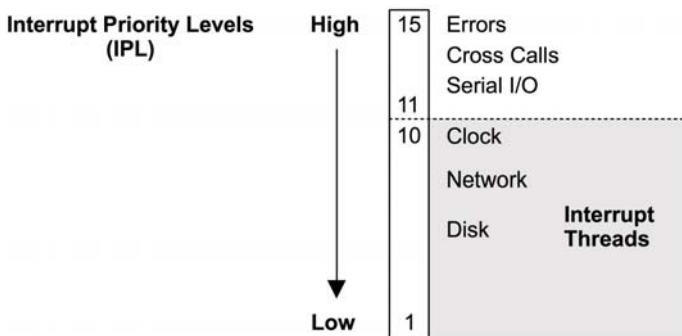 Interrupt Priority Levels
(IPL)
High
15 Errors
Cross Calls
Serial I/O
11
10 Clock
Network
Disk
Interrupt
Threads
Low
1